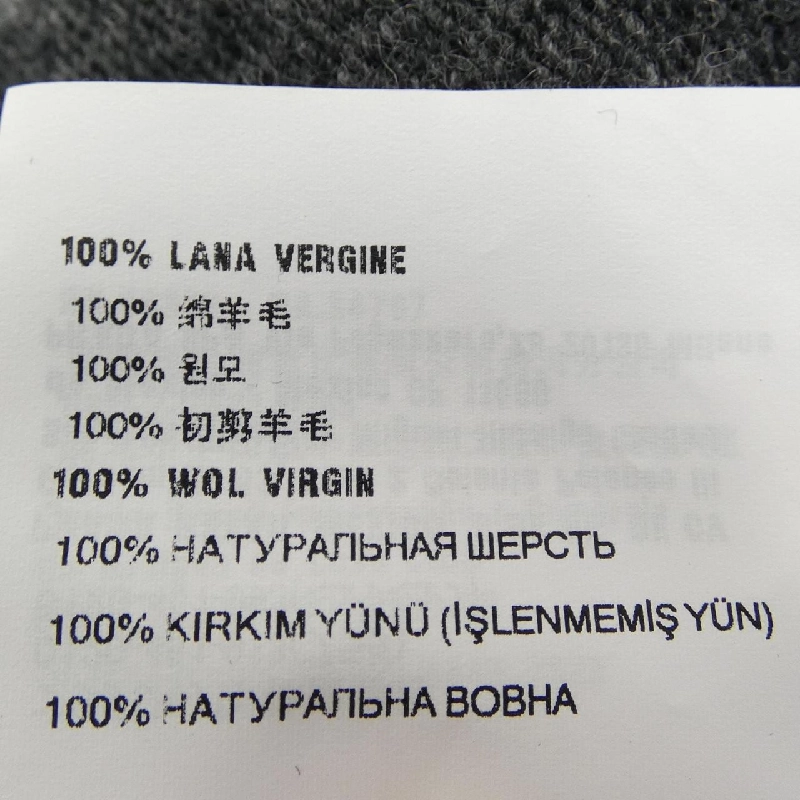 100% LANA VERGINE
100% 绵羊毛
100% 원모
100% 初剪羊毛
100% WOL VIRGIN
100% НАТУРАЛЬНАЯ ШЕРСТЬ
100% KIRKIM YÜNÜ (İŞLENMEMİŞ YÜN)
100% НАТУРАЛЬНА ВОВНА